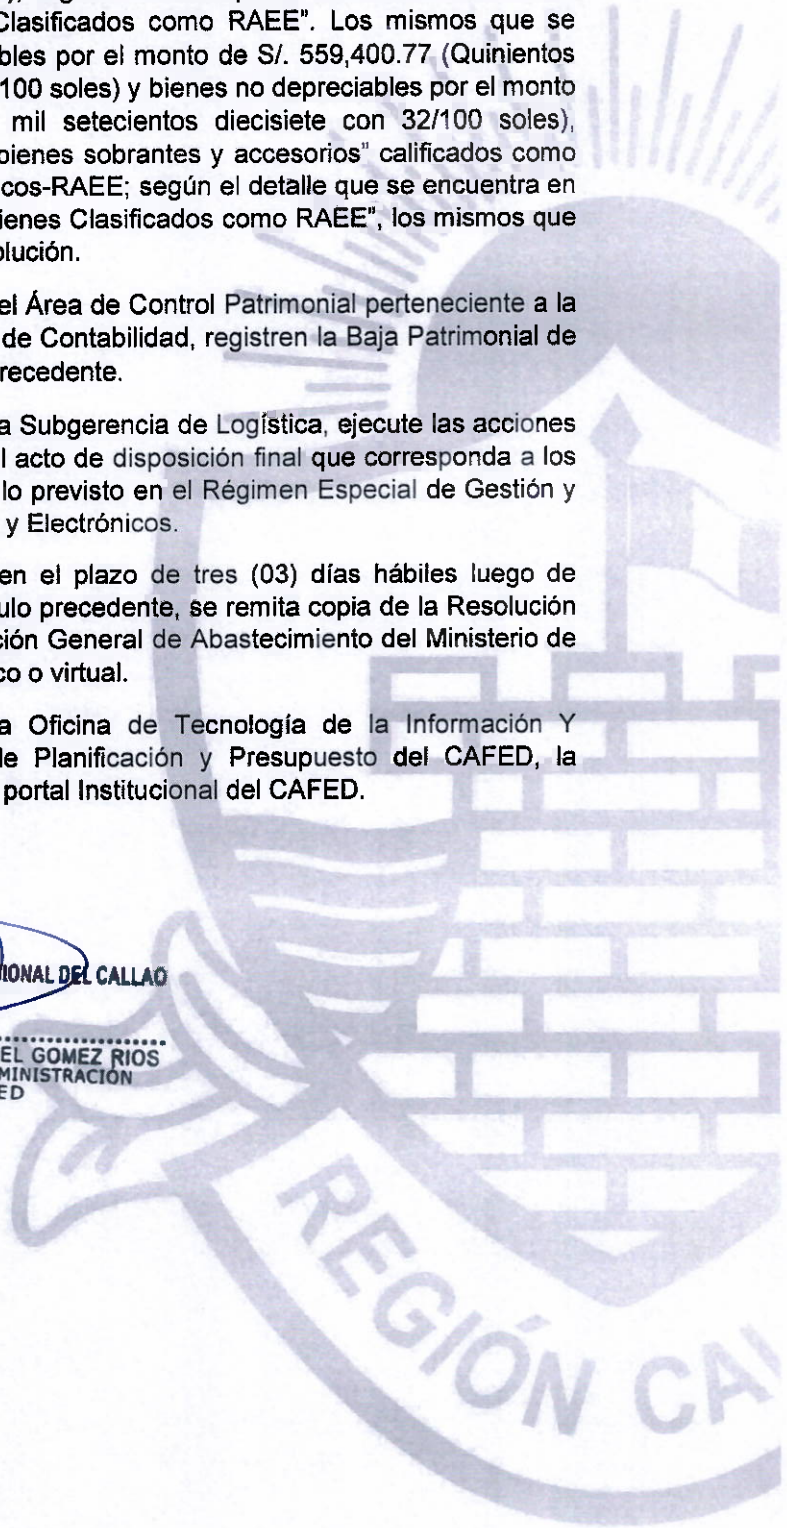 Clasificados como RAEE". Los mismos que se
bles por el monto de S/. 559,400.77 (Quinientos
100 soles) y bienes no depreciables por el monto
mil setecientos diecisiete con 32/100 soles),
bienes sobrantes y accesorios" calificados como
cos-RAEE; según el detalle que se encuentra en
ienes Clasificados como RAEE", los mismos que
olución.
el Área de Control Patrimonial perteneciente a la
de Contabilidad, registren la Baja Patrimonial de
recedente.
a Subgerencia de Logística, ejecute las acciones
l acto de disposición final que corresponda a los
lo previsto en el Régimen Especial de Gestión y
y Electrónicos.
en el plazo de tres (03) días hábiles luego de
ulo precedente, se remita copia de la Resolución
ción General de Abastecimiento del Ministerio de
co o virtual.
a Oficina de Tecnología de la Información Y
de Planificación y Presupuesto del CAFED, la
portal Institucional del CAFED.
IONAL DEL CALLAO
EL GOMEZ RIOS
MINISTRACIÓN
ED
REGIÓN CA